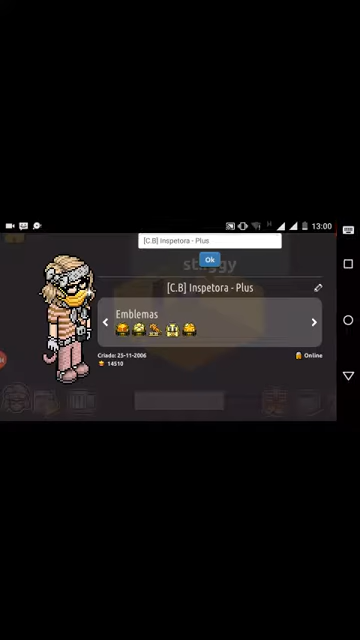 13:00
[C.B] Inspetora - Plus
Ok
[C.B] Inspetora - Plus
Emblemas
Criado: 25-11-2006
Online
14510